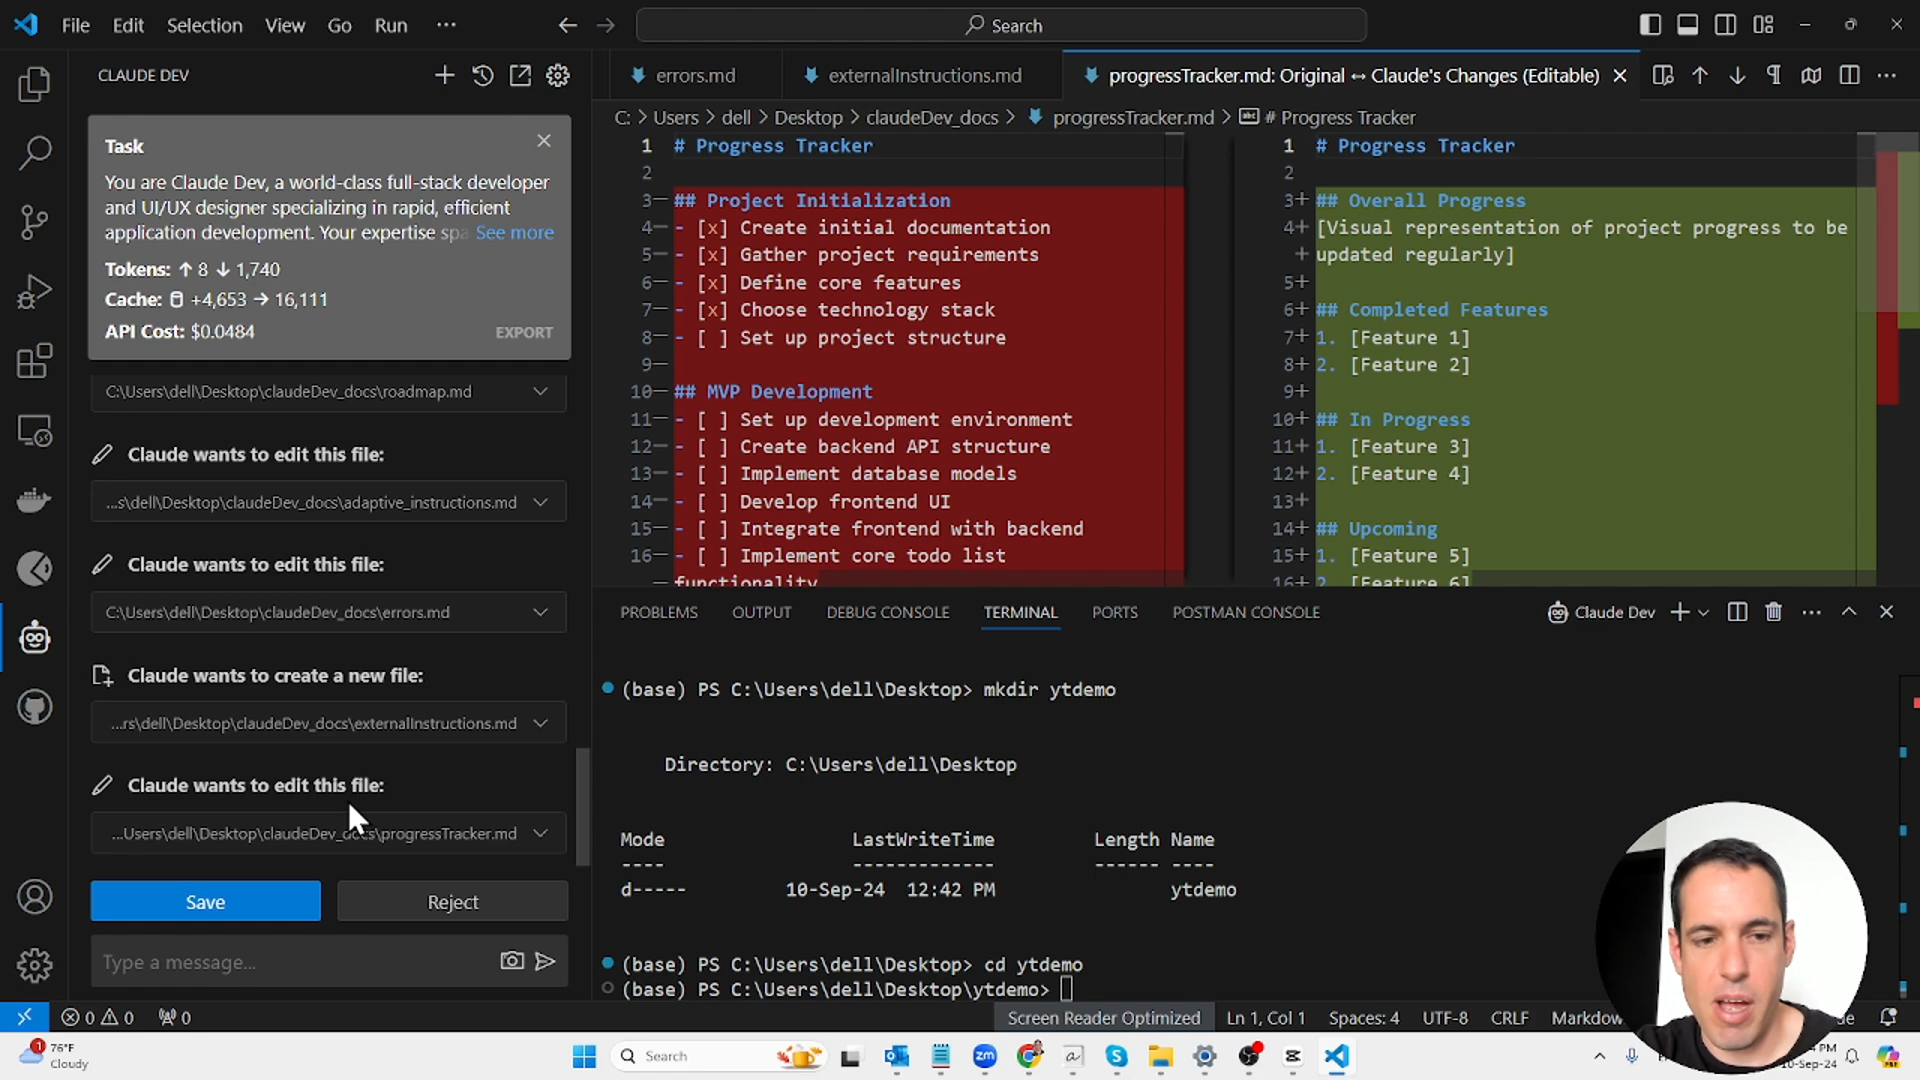 File Edit Selection View Go Run ···
Search
CLAUDE DEV
Task
You are Claude Dev, a world-class full-stack developer
and UI/UX designer specializing in rapid, efficient
application development. Your expertise spa See more
Tokens: ↑ 8 ↓ 1,740
Cache: +4,653 → 16,111
API Cost: $0.0484 EXPORT
C:\Users\dell\Desktop\claudeDev_docs\roadmap.md
Claude wants to edit this file:
...s\dell\Desktop\claudeDev_docs\adaptive_instructions.md
Claude wants to edit this file:
C:\Users\dell\Desktop\claudeDev_docs\errors.md
Claude wants to create a new file:
...rs\dell\Desktop\claudeDev_docs\externalInstructions.md
Claude wants to edit this file:
...Users\dell\Desktop\claudeDev_docs\progressTracker.md
Save Reject
Type a message...
errors.md externalInstructions.md progressTracker.md: Original ↔ Claude's Changes (Editable)
C: > Users > dell > Desktop > claudeDev_docs > progressTracker.md > # Progress Tracker
1 # Progress Tracker
2
3— ## Project Initialization
4— - [x] Create initial documentation
5— - [x] Gather project requirements
6— - [x] Define core features
7— - [x] Choose technology stack
8— - [ ] Set up project structure
9—
10— ## MVP Development
11— - [ ] Set up development environment
12— - [ ] Create backend API structure
13— - [ ] Implement database models
14— - [ ] Develop frontend UI
15— - [ ] Integrate frontend with backend
16— - [ ] Implement core todo list
— functionality
1 # Progress Tracker
2
3+ ## Overall Progress
4+ [Visual representation of project progress to be
+ updated regularly]
5+
6+ ## Completed Features
7+ 1. [Feature 1]
8+ 2. [Feature 2]
9+
10+ ## In Progress
11+ 1. [Feature 3]
12+ 2. [Feature 4]
13+
14+ ## Upcoming
15+ 1. [Feature 5]
16+ 2. [Feature 6]
PROBLEMS OUTPUT DEBUG CONSOLE TERMINAL PORTS POSTMAN CONSOLE Claude Dev
(base) PS C:\Users\dell\Desktop> mkdir ytdemo
Directory: C:\Users\dell\Desktop
Mode LastWriteTime Length Name
---- ------------- ------ ----
d----- 10-Sep-24 12:42 PM ytdemo
(base) PS C:\Users\dell\Desktop> cd ytdemo
(base) PS C:\Users\dell\Desktop\ytdemo>
0 0 0 Screen Reader Optimized Ln 1, Col 1 Spaces: 4 UTF-8 CRLF
1 76°F
Cloudy
Search
zm
PM
10-Sep-24